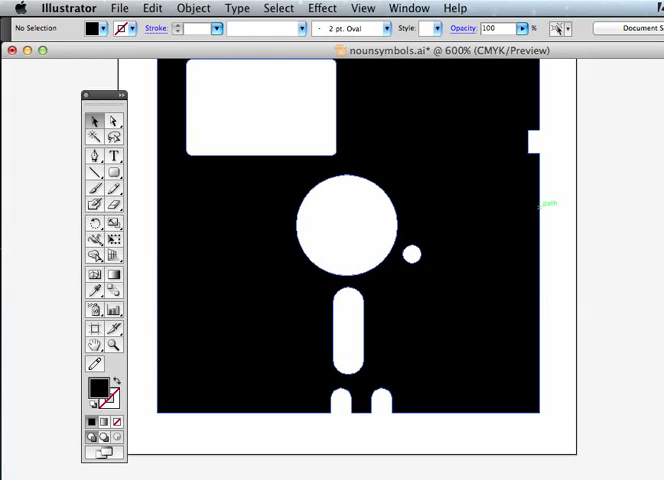 Illustrator File Edit Object Type Select Effect View Window Help
No Selection Stroke: 2 pt. Oval Style: Opacity: 100 % Document S
nounsymbols.ai* @ 600% (CMYK/Preview)
T
path